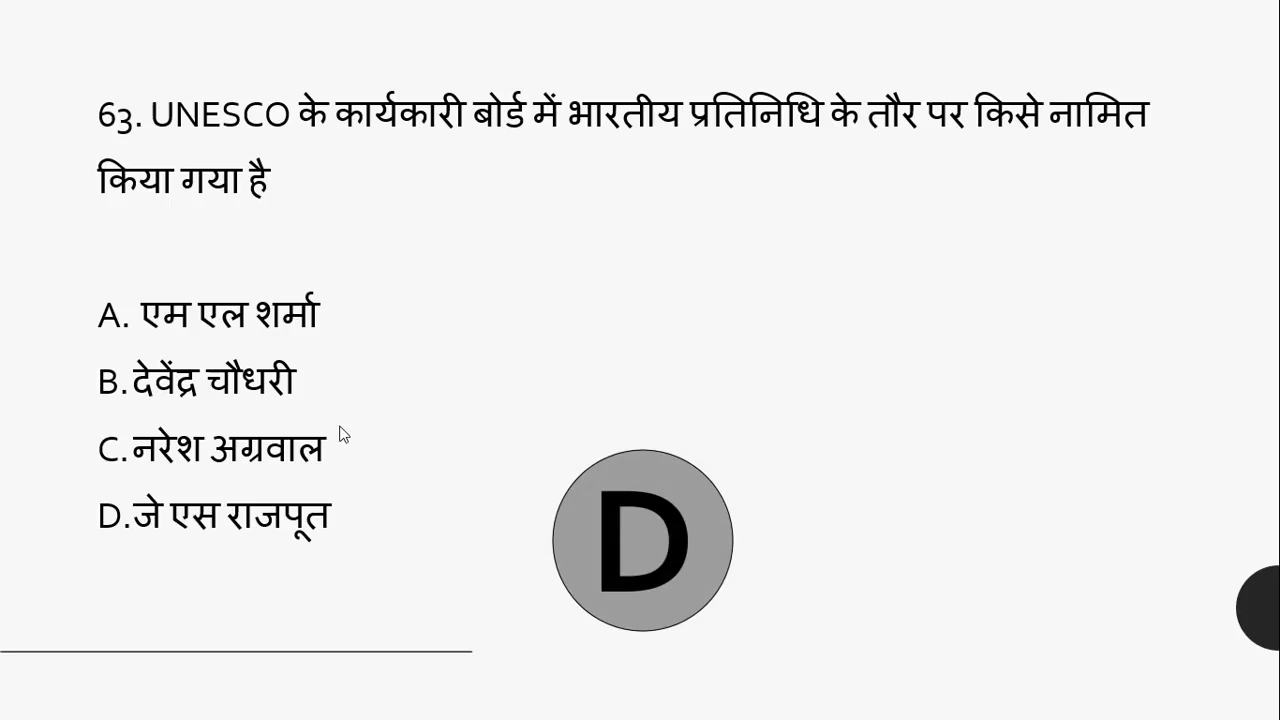 63. UNESCO के कार्यकारी बोर्ड में भारतीय प्रतिनिधि के तौर पर किसे नामित
किया गया है
A. एम एल शर्मा
B. देवेंद्र चौधरी
C. नरेश अग्रवाल
D. जे एस राजपूत
D